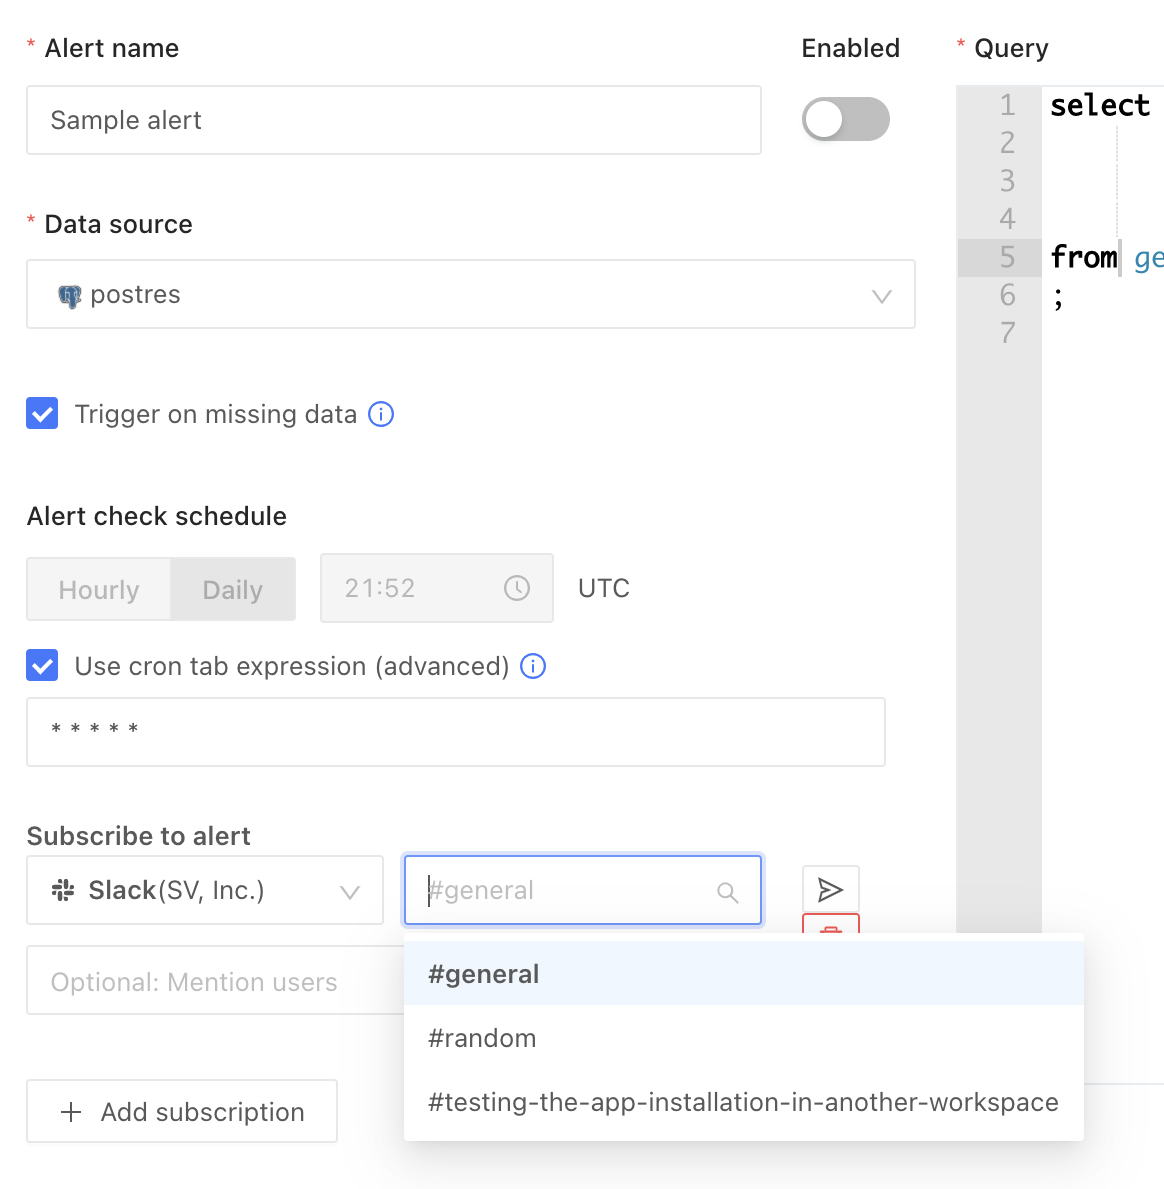 * Alert name
Sample alert
Enabled
* Data source
postres
Trigger on missing data
Alert check schedule
Hourly Daily 21:52 UTC
Use cron tab expression (advanced)
* * * * *
Subscribe to alert
Slack(SV, Inc.) #general
Optional: Mention users
#general
#random
#testing-the-app-installation-in-another-workspace
+ Add subscription
* Query
1 select
2
3
4
5 from ge
6 ;
7